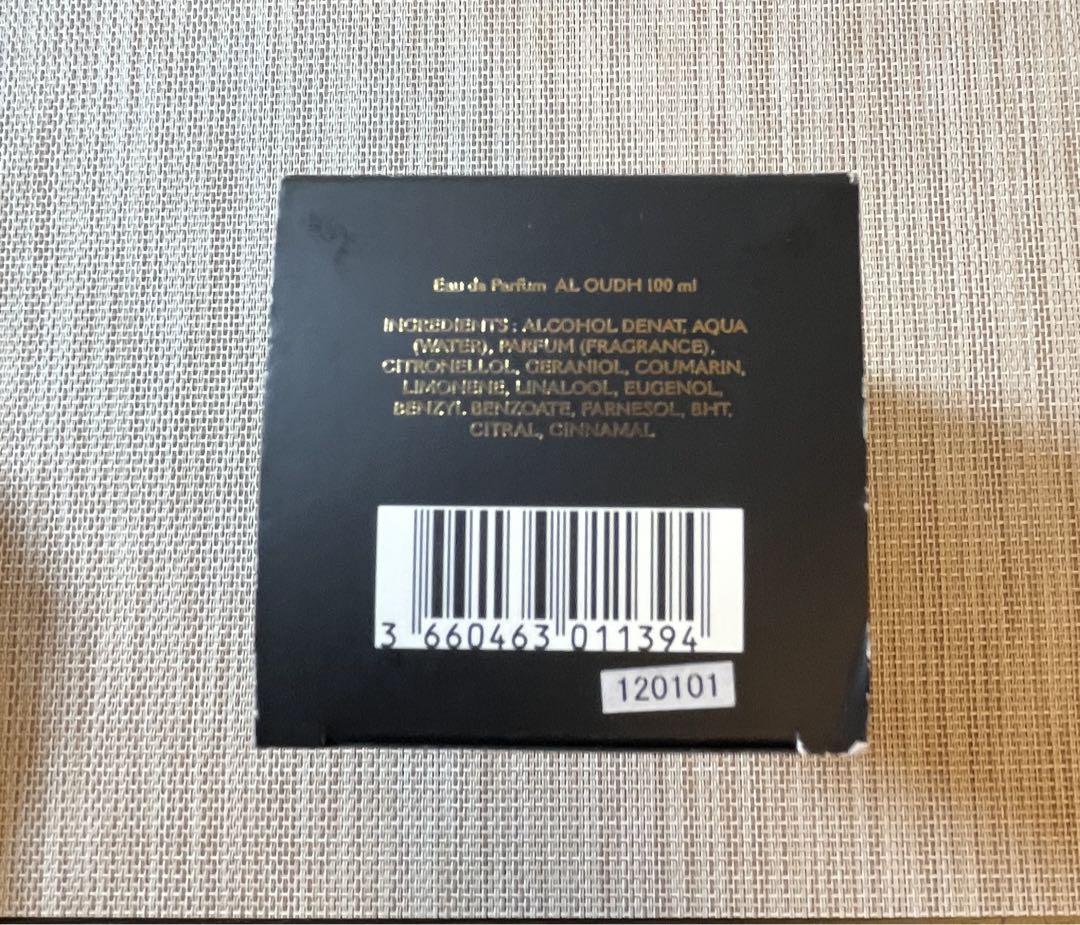 Eau de Parfum AL OUDH 100 ml
INGREDIENTS : ALCOHOL DENAT, AQUA
(WATER), PARFUM (FRAGRANCE),
CITRONELLOL, GERANIOL, COUMARIN,
LIMONENE, LINALOOL, EUGENOL,
BENZYL BENZOATE, FARNESOL, BHT,
CITRAL, CINNAMAL
3 660463 011394
120101